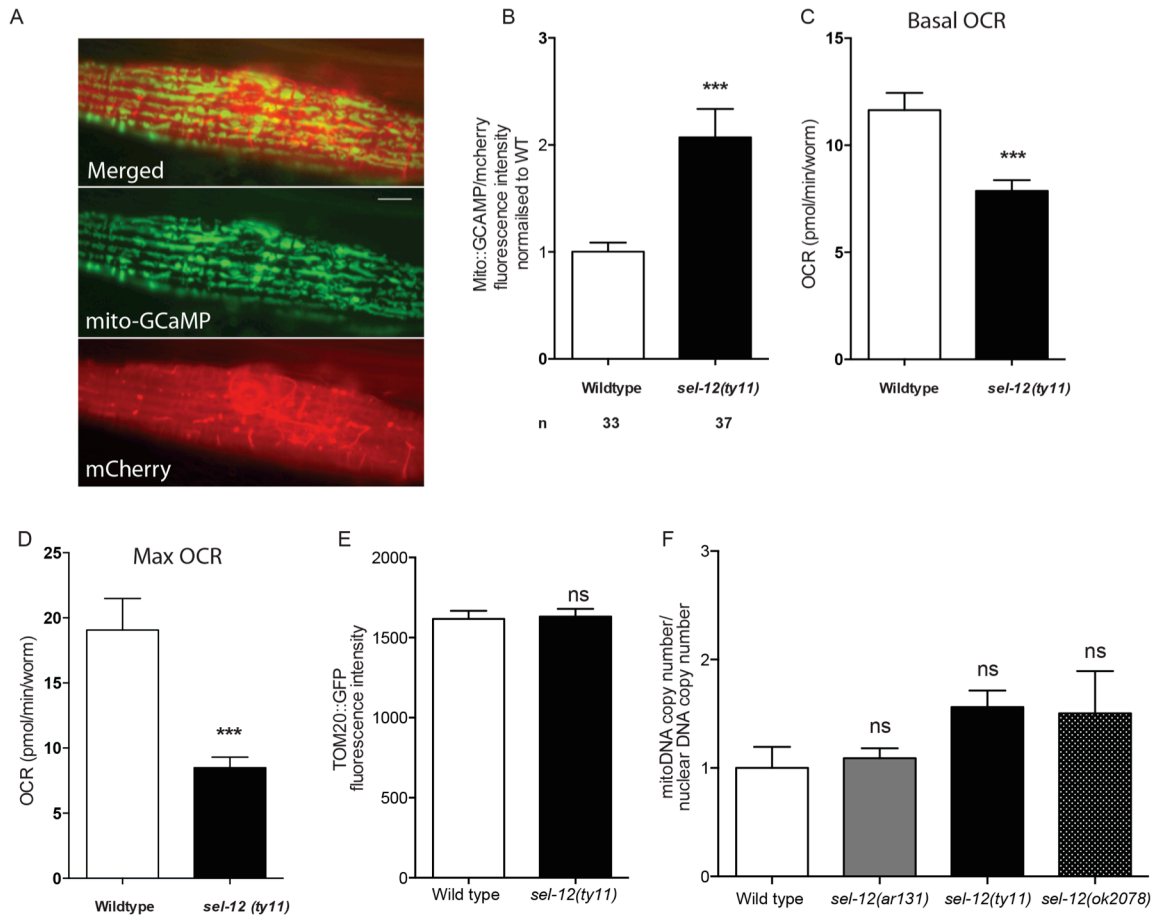 A
Merged
mito-GCaMP
mCherry
B
Mito::GCAMP/mcherry
fluorescence intensity
normailsed to WT
3
2
1
0
***
Wildtype
sel-12(ty11)
n
33
37
C
Basal OCR
OCR (pmol/min/worm)
15
10
5
0
***
Wildtype
sel-12(ty11)
D
Max OCR
OCR (pmol/min/worm)
25
20
15
10
5
0
***
Wildtype
sel-12 (ty11)
E
TOM20::GFP
fluorescence intensity
2000
1500
1000
500
0
ns
Wild type
sel-12(ty11)
F
mitoDNA copy number/
nuclear DNA copy number
3
2
1
0
ns
ns
ns
Wild type
sel-12(ar131)
sel-12(ty11)
sel-12(ok2078)